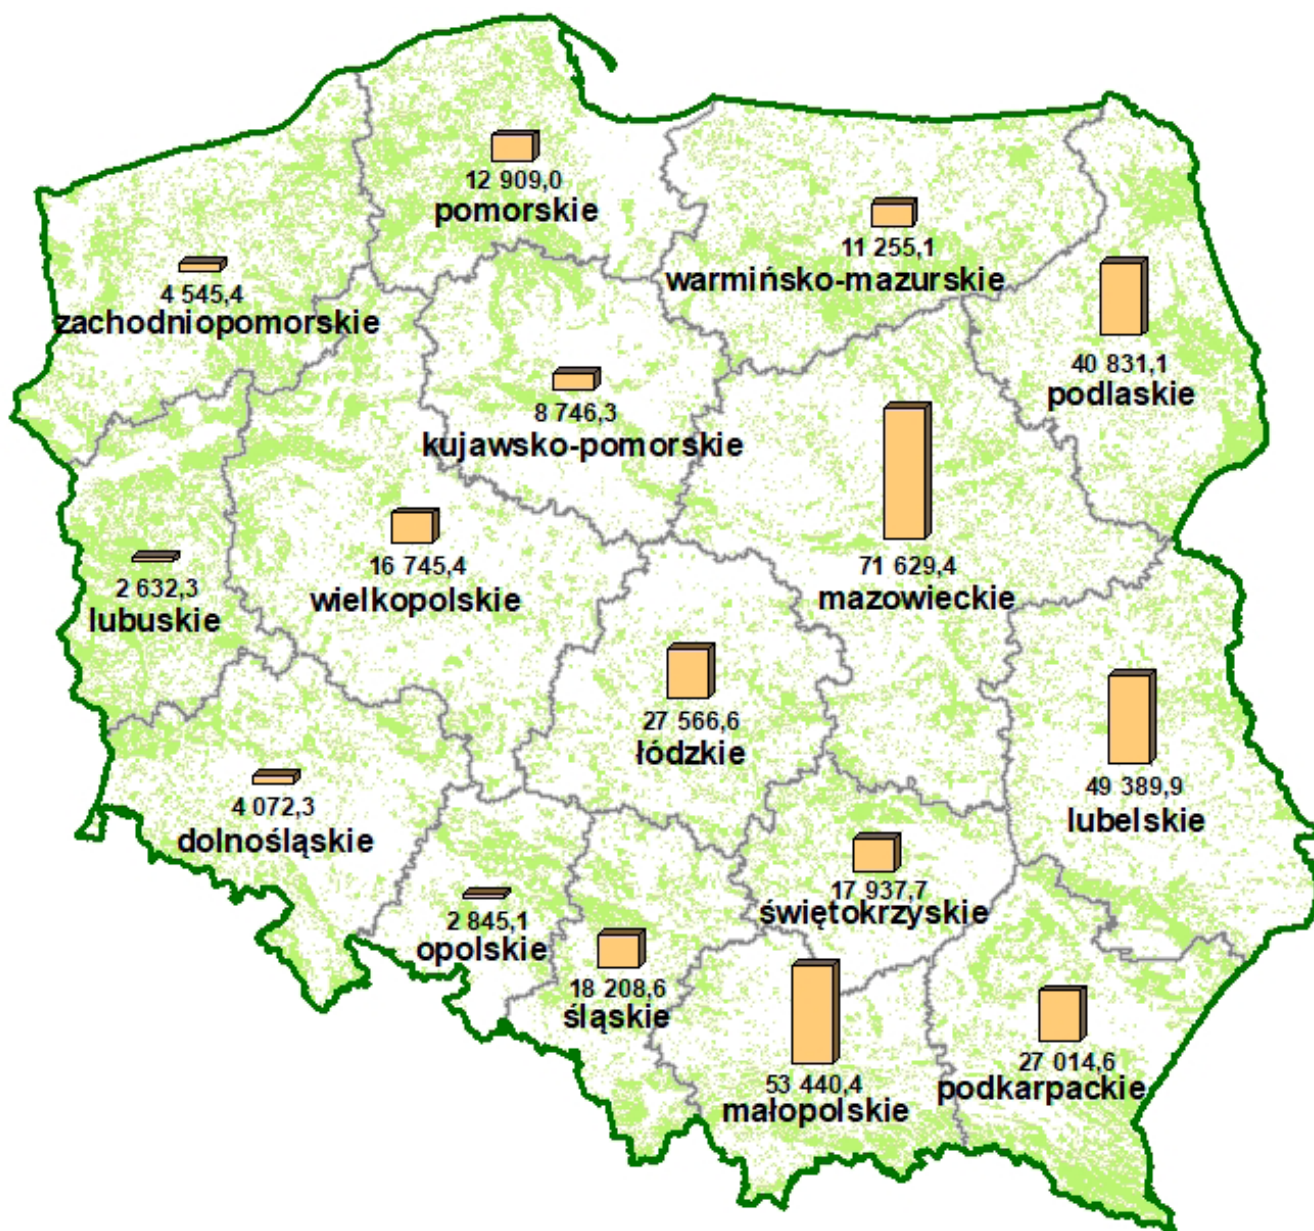 12 909,0
pomorskie
11 255,1
warmińsko-mazurskie
4 545,4
zachodniopomorskie
40 831,1
podlaskie
8 746,3
kujawsko-pomorskie
71 629,4
mazowieckie
16 745,4
wielkopolskie
2 632,3
lubuskie
27 566,6
łódzkie
49 389,9
lubelskie
4 072,3
dolnośląskie
17 937,7
świętokrzyskie
2 845,1
opolskie
18 208,6
śląskie
27 014,6
podkarpackie
53 440,4
małopolskie